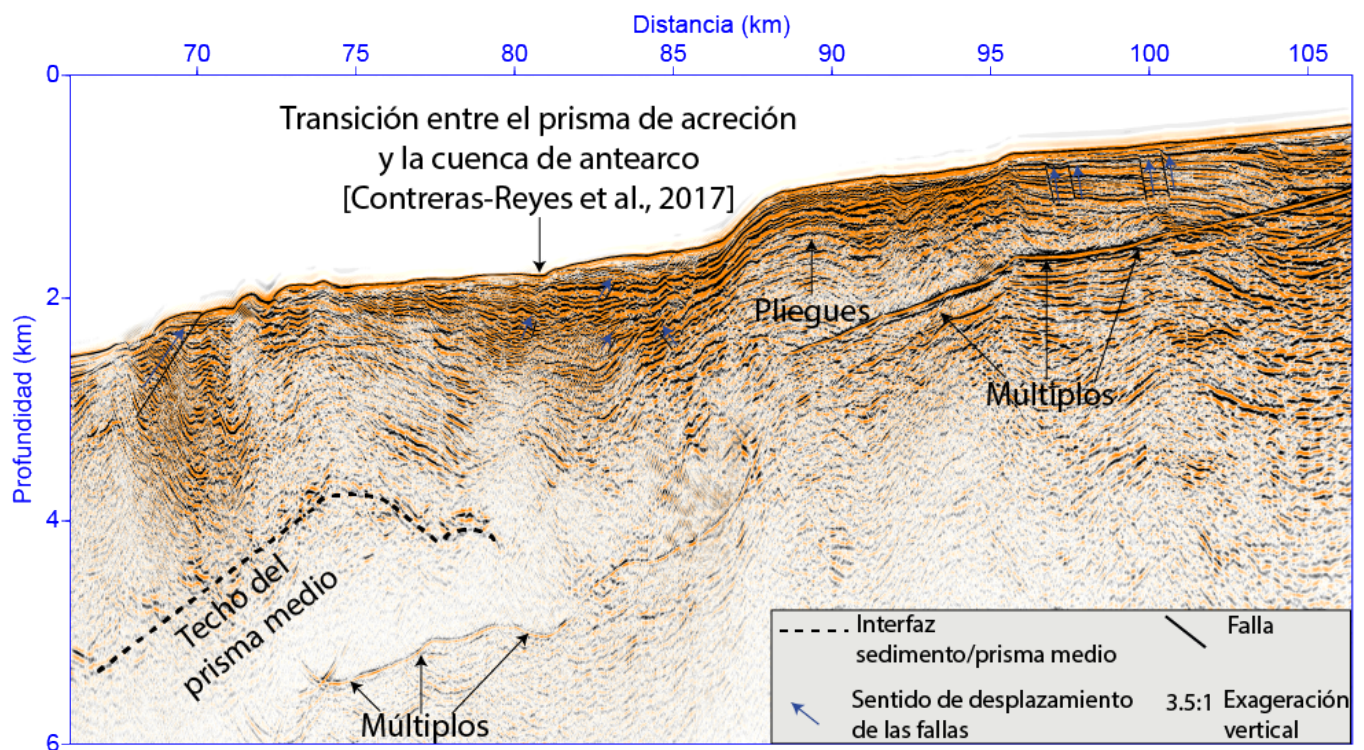 Distancia (km)
70 75 80 85 90 95 100 105
0
2
4
6
Profundidad (km)
Transición entre el prisma de acreción
y la cuenca de antearco
[Contreras-Reyes et al., 2017]
Pliegues
Múltiplos
Techo del
prisma medio
Múltiplos
Interfaz
sedimento/prisma medio
Falla
Sentido de desplazamiento
de las fallas
3.5:1 Exageración
vertical